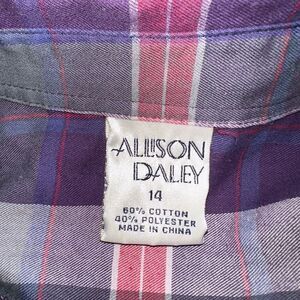 ALLISON
DALEY
14
60% COTTON
40% POLYESTER
MADE IN CHINA